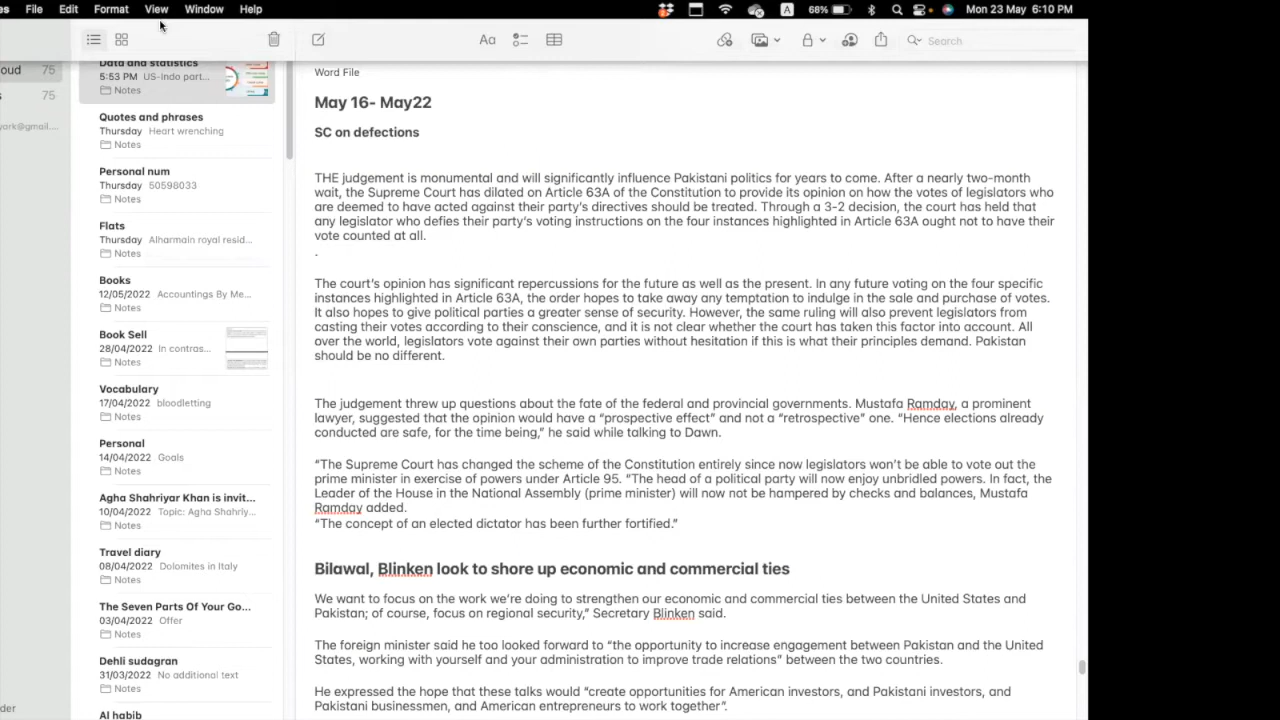 es File Edit Format View Window Help A 68% Mon 23 May 6:10 PM
Aa Search
oud 75
s 75
yark@gmail....
der
Data and statistics
5:53 PM US-Indo part...
Notes
Quotes and phrases
Thursday Heart wrenching
Notes
Personal num
Thursday 50598033
Notes
Flats
Thursday Alharmain royal resid...
Notes
Books
12/05/2022 Accountings By Me...
Notes
Book Sell
28/04/2022 In contras...
Notes
Vocabulary
17/04/2022 bloodletting
Notes
Personal
14/04/2022 Goals
Notes
Agha Shahriyar Khan is invit...
10/04/2022 Topic: Agha Shahriy...
Notes
Travel diary
08/04/2022 Dolomites in Italy
Notes
The Seven Parts Of Your Go...
03/04/2022 Offer
Notes
Dehli sudagran
31/03/2022 No additional text
Notes
Al habib
Word File
May 16- May22
SC on defections
THE judgement is monumental and will significantly influence Pakistani politics for years to come. After a nearly two-month
wait, the Supreme Court has dilated on Article 63A of the Constitution to provide its opinion on how the votes of legislators who
are deemed to have acted against their party's directives should be treated. Through a 3-2 decision, the court has held that
any legislator who defies their party's voting instructions on the four instances highlighted in Article 63A ought not to have their
vote counted at all.
.
The court's opinion has significant repercussions for the future as well as the present. In any future voting on the four specific
instances highlighted in Article 63A, the order hopes to take away any temptation to indulge in the sale and purchase of votes.
It also hopes to give political parties a greater sense of security. However, the same ruling will also prevent legislators from
casting their votes according to their conscience, and it is not clear whether the court has taken this factor into account. All
over the world, legislators vote against their own parties without hesitation if this is what their principles demand. Pakistan
should be no different.
The judgement threw up questions about the fate of the federal and provincial governments. Mustafa Ramday, a prominent
lawyer, suggested that the opinion would have a “prospective effect” and not a “retrospective” one. “Hence elections already
conducted are safe, for the time being,” he said while talking to Dawn.
“The Supreme Court has changed the scheme of the Constitution entirely since now legislators won't be able to vote out the
prime minister in exercise of powers under Article 95. “The head of a political party will now enjoy unbridled powers. In fact, the
Leader of the House in the National Assembly (prime minister) will now not be hampered by checks and balances, Mustafa
Ramday added.
“The concept of an elected dictator has been further fortified.”
Bilawal, Blinken look to shore up economic and commercial ties
We want to focus on the work we're doing to strengthen our economic and commercial ties between the United States and
Pakistan; of course, focus on regional security,” Secretary Blinken said.
The foreign minister said he too looked forward to “the opportunity to increase engagement between Pakistan and the United
States, working with yourself and your administration to improve trade relations” between the two countries.
He expressed the hope that these talks would “create opportunities for American investors, and Pakistani investors, and
Pakistani businessmen, and American entrepreneurs to work together”.